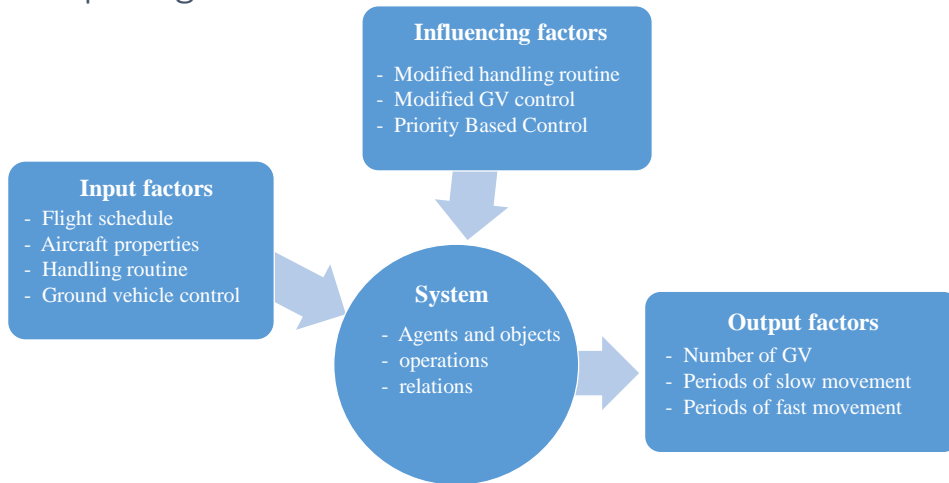 Influencing factors
- Modified handling routine
- Modified GV control
- Priority Based Control
Input factors
- Flight schedule
- Aircraft properties
- Handling routine
- Ground vehicle control
System
- Agents and objects
- operations
- relations
Output factors
- Number of GV
- Periods of slow movement
- Periods of fast movement